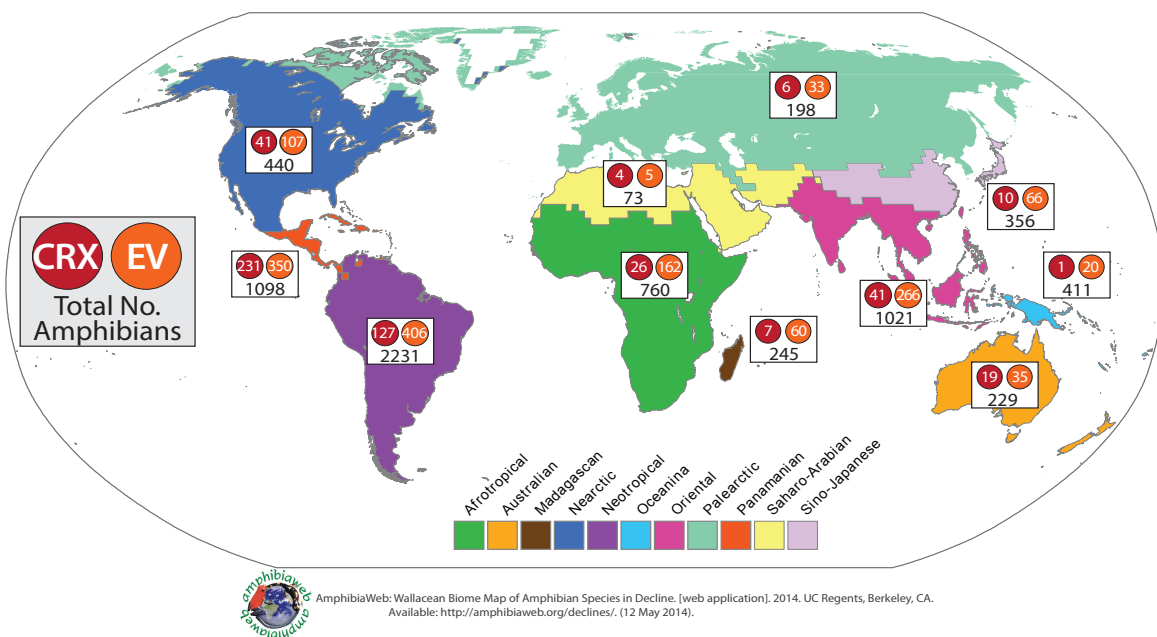 6 33
198
41 107
440
4 5
73
10 66
356
CRX EV
Total No.
Amphibians
231 350
1098
26 162
760
1 20
411
41 266
1021
127 406
2231
7 60
245
19 35
229
Afrotropical
Australian
Madagascan
Nearctic
Neotropical
Oceanina
Oriental
Palearctic
Panamanian
Saharo-Arabian
Sino-Japanese
amphibiaweb amphibiaweb
AmphibiaWeb: Wallacean Biome Map of Amphibian Species in Decline. [web application]. 2014. UC Regents, Berkeley, CA.
Available: http://amphibiaweb.org/declines/. (12 May 2014).